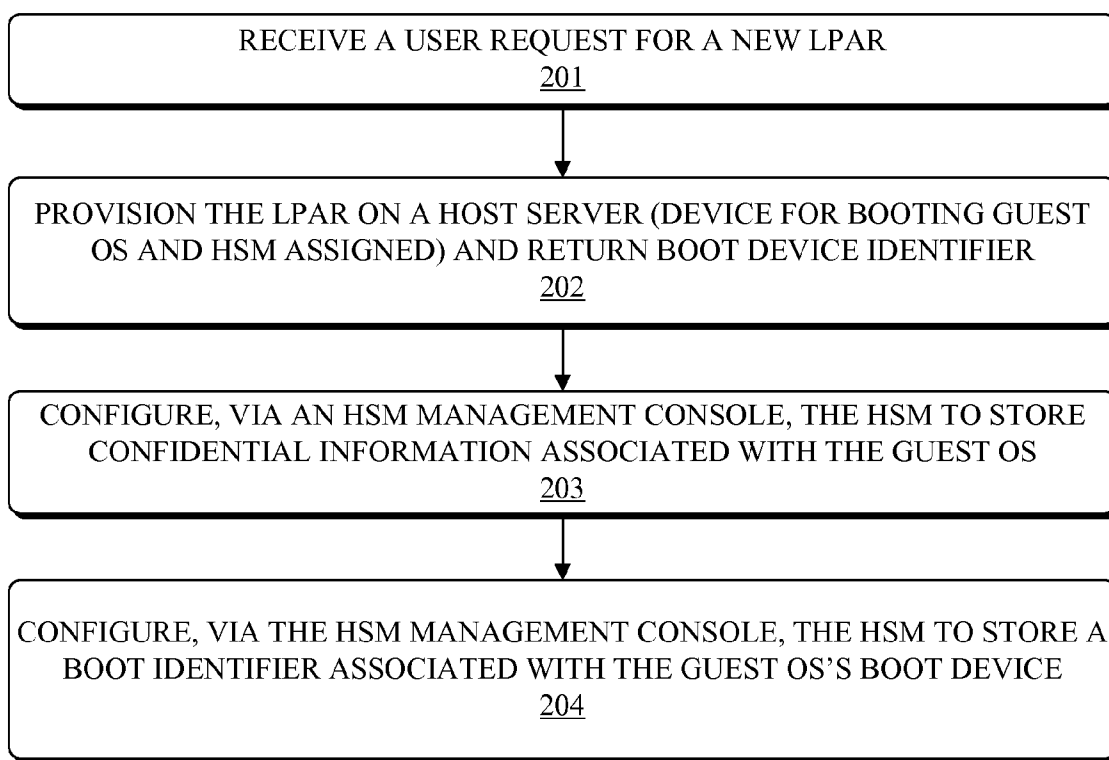 RECEIVE A USER REQUEST FOR A NEW LPAR
201
PROVISION THE LPAR ON A HOST SERVER (DEVICE FOR BOOTING GUEST
OS AND HSM ASSIGNED) AND RETURN BOOT DEVICE IDENTIFIER
202
CONFIGURE, VIA AN HSM MANAGEMENT CONSOLE, THE HSM TO STORE
CONFIDENTIAL INFORMATION ASSOCIATED WITH THE GUEST OS
203
CONFIGURE, VIA THE HSM MANAGEMENT CONSOLE, THE HSM TO STORE A
BOOT IDENTIFIER ASSOCIATED WITH THE GUEST OS’S BOOT DEVICE
204